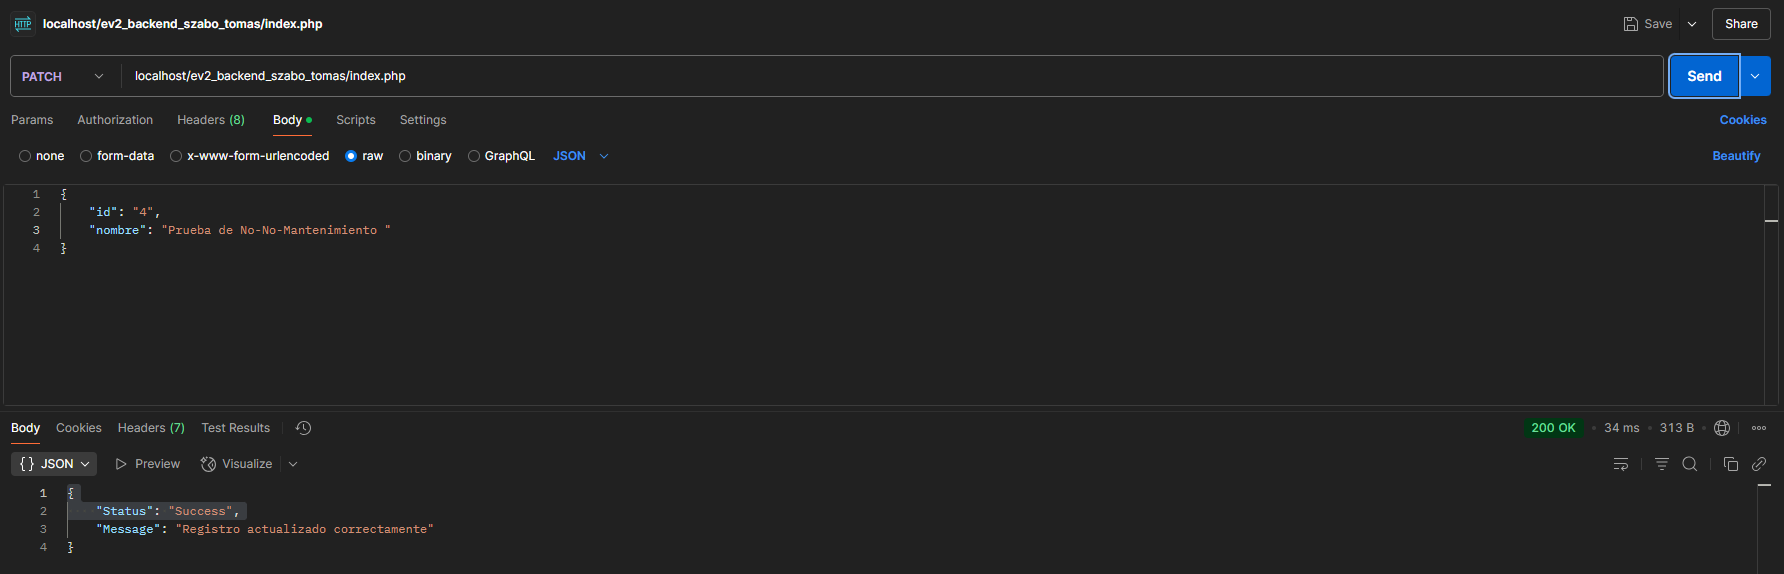 HTTP localhost/ev2_backend_szabo_tomas/index.php Save Share
PATCH localhost/ev2_backend_szabo_tomas/index.php Send
Params Authorization Headers (8) Body Scripts Settings Cookies
none form-data x-www-form-urlencoded raw binary GraphQL JSON Beautify
1 {
2 "id": "4",
3 "nombre": "Prueba de No-No-Mantenimiento "
4 }
Body Cookies Headers (7) Test Results 200 OK • 34 ms • 313 B •
{} JSON Preview Visualize
1 {
2 "Status": "Success",
3 "Message": "Registro actualizado correctamente"
4 }